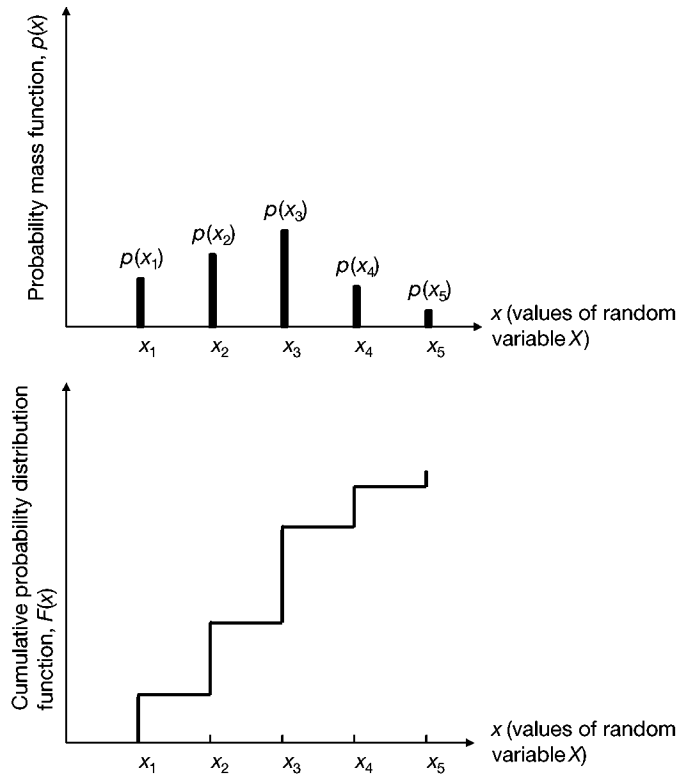 Probability mass function, p(x)
p(x₁)
p(x₂)
p(x₃)
p(x₄)
p(x₅)
x₁ x₂ x₃ x₄ x₅
x (values of random
variable X)
Cumulative probability distribution
function, F(x)
x₁ x₂ x₃ x₄ x₅
x (values of random
variable X)